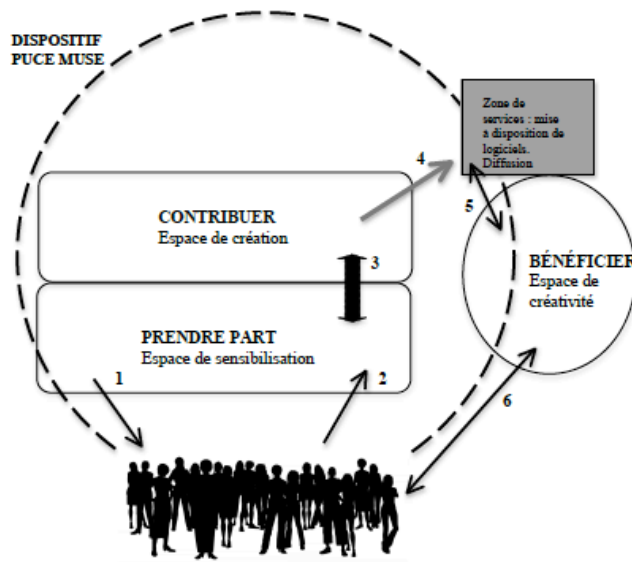 DISPOSITIF
PUCE MUSE
Zone de
services : mise
à disposition de
logiciels.
Diffusion
4
CONTRIBUER
Espace de création
5
3
BÉNÉFICIER
Espace de
créativité
PRENDRE PART
Espace de sensibilisation
1
2
6